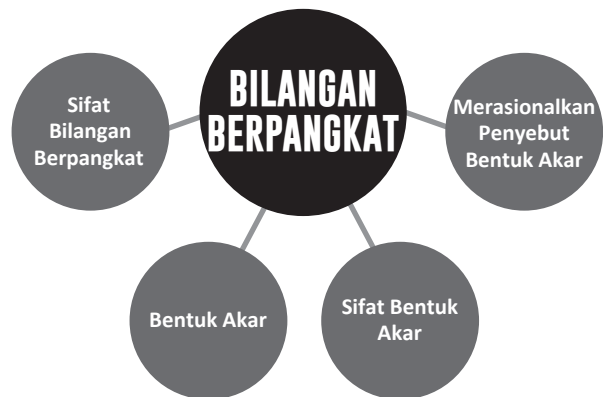 BILANGAN
BERPANGKAT
Sifat
Bilangan
Berpangkat
Merasionalkan
Penyebut
Bentuk Akar
Bentuk Akar
Sifat Bentuk
Akar